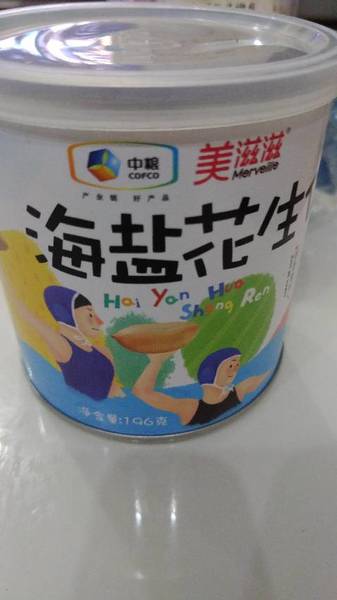 中粮
COFCO
产业链 好产品
美滋滋®
Merveille
海盐花生
Hai Yan Hua
Sheng Ren
净含量:106克